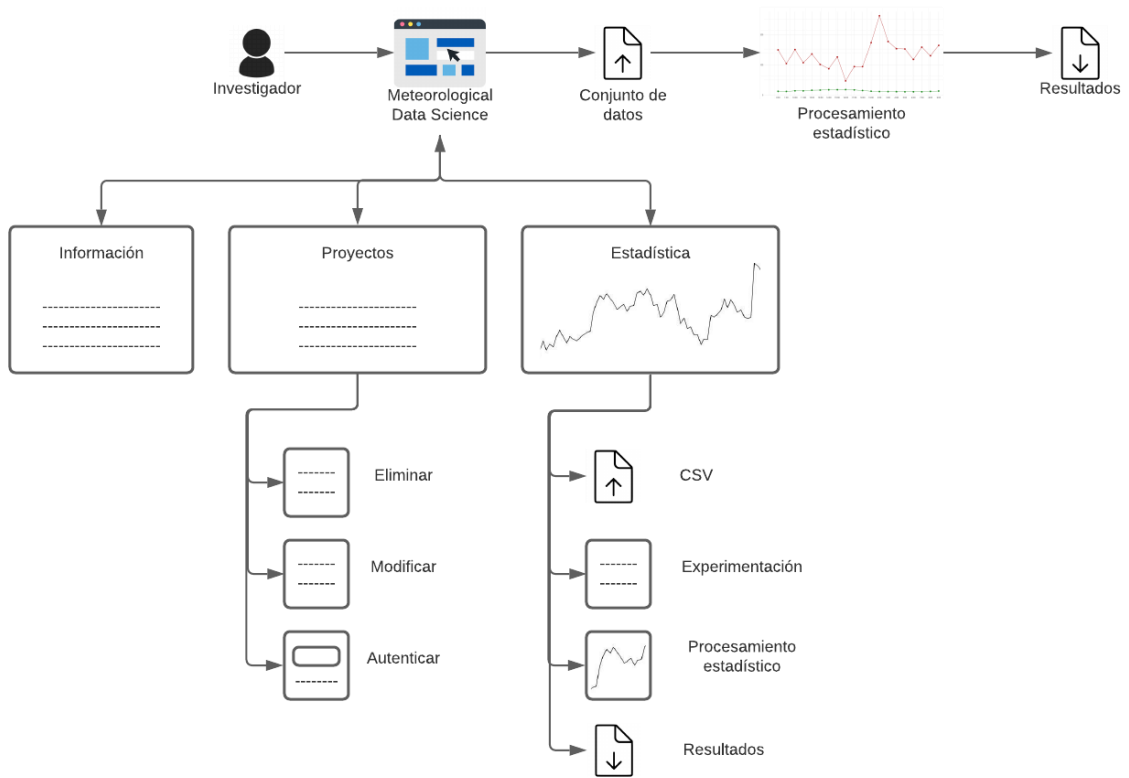 Investigador
Meteorological
Data Science
Conjunto de
datos
Procesamiento
estadístico
Resultados
Información
Proyectos
Estadística
Eliminar
Modificar
Autenticar
CSV
Experimentación
Procesamiento
estadístico
Resultados